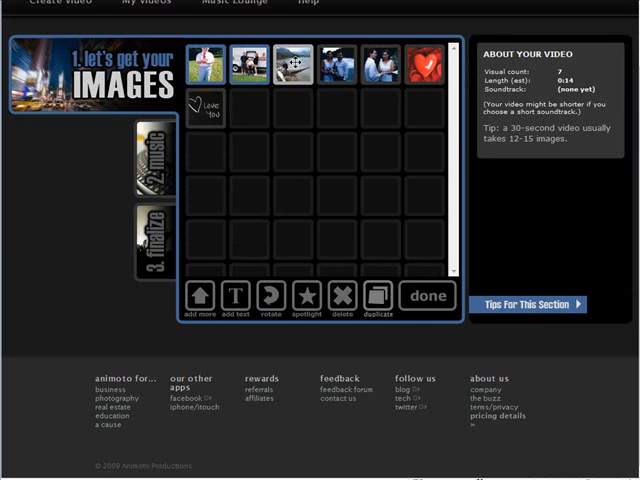 Create Video
My Videos
Music Lounge
Help
1. let's get your
IMAGES
2. music
3. finalize
Love
You
add more
add text
rotate
spotlight
delete
duplicate
done
ABOUT YOUR VIDEO
Visual count: 7
Length (est): 0:14
Soundtrack: (none yet)
(Your video might be shorter if you
choose a short soundtrack.)
Tip: a 30-second video usually
takes 12-15 images.
Tips For This Section
animoto for...
business
photography
real estate
education
a cause
our other
apps
facebook
iphone/itouch
rewards
referrals
affiliates
feedback
feedback forum
contact us
follow us
blog
tech
twitter
about us
company
the buzz
terms/privacy
pricing details
»
© 2009 Animoto Productions